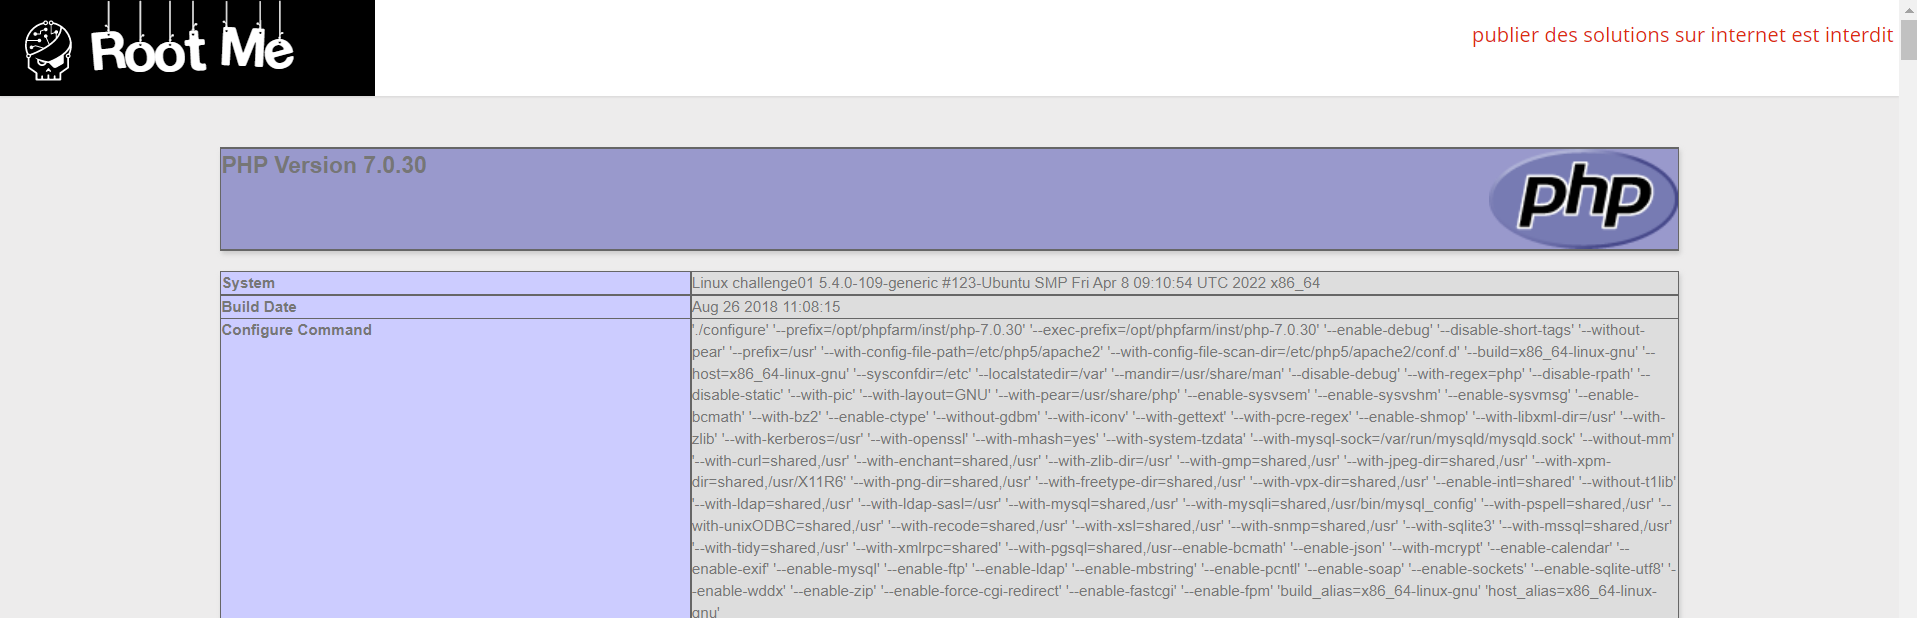 Root Me
publier des solutions sur internet est interdit
PHP Version 7.0.30
php
System
Linux challenge01 5.4.0-109-generic #123-Ubuntu SMP Fri Apr 8 09:10:54 UTC 2022 x86_64
Build Date
Aug 26 2018 11:08:15
Configure Command
'./configure' '--prefix=/opt/phpfarm/inst/php-7.0.30' '--exec-prefix=/opt/phpfarm/inst/php-7.0.30' '--enable-debug' '--disable-short-tags' '--without-
pear' '--prefix=/usr' '--with-config-file-path=/etc/php5/apache2' '--with-config-file-scan-dir=/etc/php5/apache2/conf.d' '--build=x86_64-linux-gnu' '--
host=x86_64-linux-gnu' '--sysconfdir=/etc' '--localstatedir=/var' '--mandir=/usr/share/man' '--disable-debug' '--with-regex=php' '--disable-rpath' '--
disable-static' '--with-pic' '--with-layout=GNU' '--with-pear=/usr/share/php' '--enable-sysvsem' '--enable-sysvshm' '--enable-sysvmsg' '--enable-
bcmath' '--with-bz2' '--enable-ctype' '--without-gdbm' '--with-iconv' '--with-gettext' '--with-pcre-regex' '--enable-shmop' '--with-libxml-dir=/usr' '--with-
zlib' '--with-kerberos=/usr' '--with-openssl' '--with-mhash=yes' '--with-system-tzdata' '--with-mysql-sock=/var/run/mysqld/mysqld.sock' '--without-mm'
'--with-curl=shared,/usr' '--with-enchant=shared,/usr' '--with-zlib-dir=/usr' '--with-gmp=shared,/usr' '--with-jpeg-dir=shared,/usr' '--with-xpm-
dir=shared,/usr/X11R6' '--with-png-dir=shared,/usr' '--with-freetype-dir=shared,/usr' '--with-vpx-dir=shared,/usr' '--enable-intl=shared' '--without-t1lib'
'--with-ldap=shared,/usr' '--with-ldap-sasl=/usr' '--with-mysql=shared,/usr' '--with-mysqli=shared,/usr/bin/mysql_config' '--with-pspell=shared,/usr' '--
with-unixODBC=shared,/usr' '--with-recode=shared,/usr' '--with-xsl=shared,/usr' '--with-snmp=shared,/usr' '--with-sqlite3' '--with-mssql=shared,/usr'
'--with-tidy=shared,/usr' '--with-xmlrpc=shared' '--with-pgsql=shared,/usr--enable-bcmath' '--enable-json' '--with-mcrypt' '--enable-calendar' '--
enable-exif' '--enable-mysql' '--enable-ftp' '--enable-ldap' '--enable-mbstring' '--enable-pcntl' '--enable-soap' '--enable-sockets' '--enable-sqlite-utf8' '-
-enable-wddx' '--enable-zip' '--enable-force-cgi-redirect' '--enable-fastcgi' '--enable-fpm' 'build_alias=x86_64-linux-gnu' 'host_alias=x86_64-linux-
gnu'